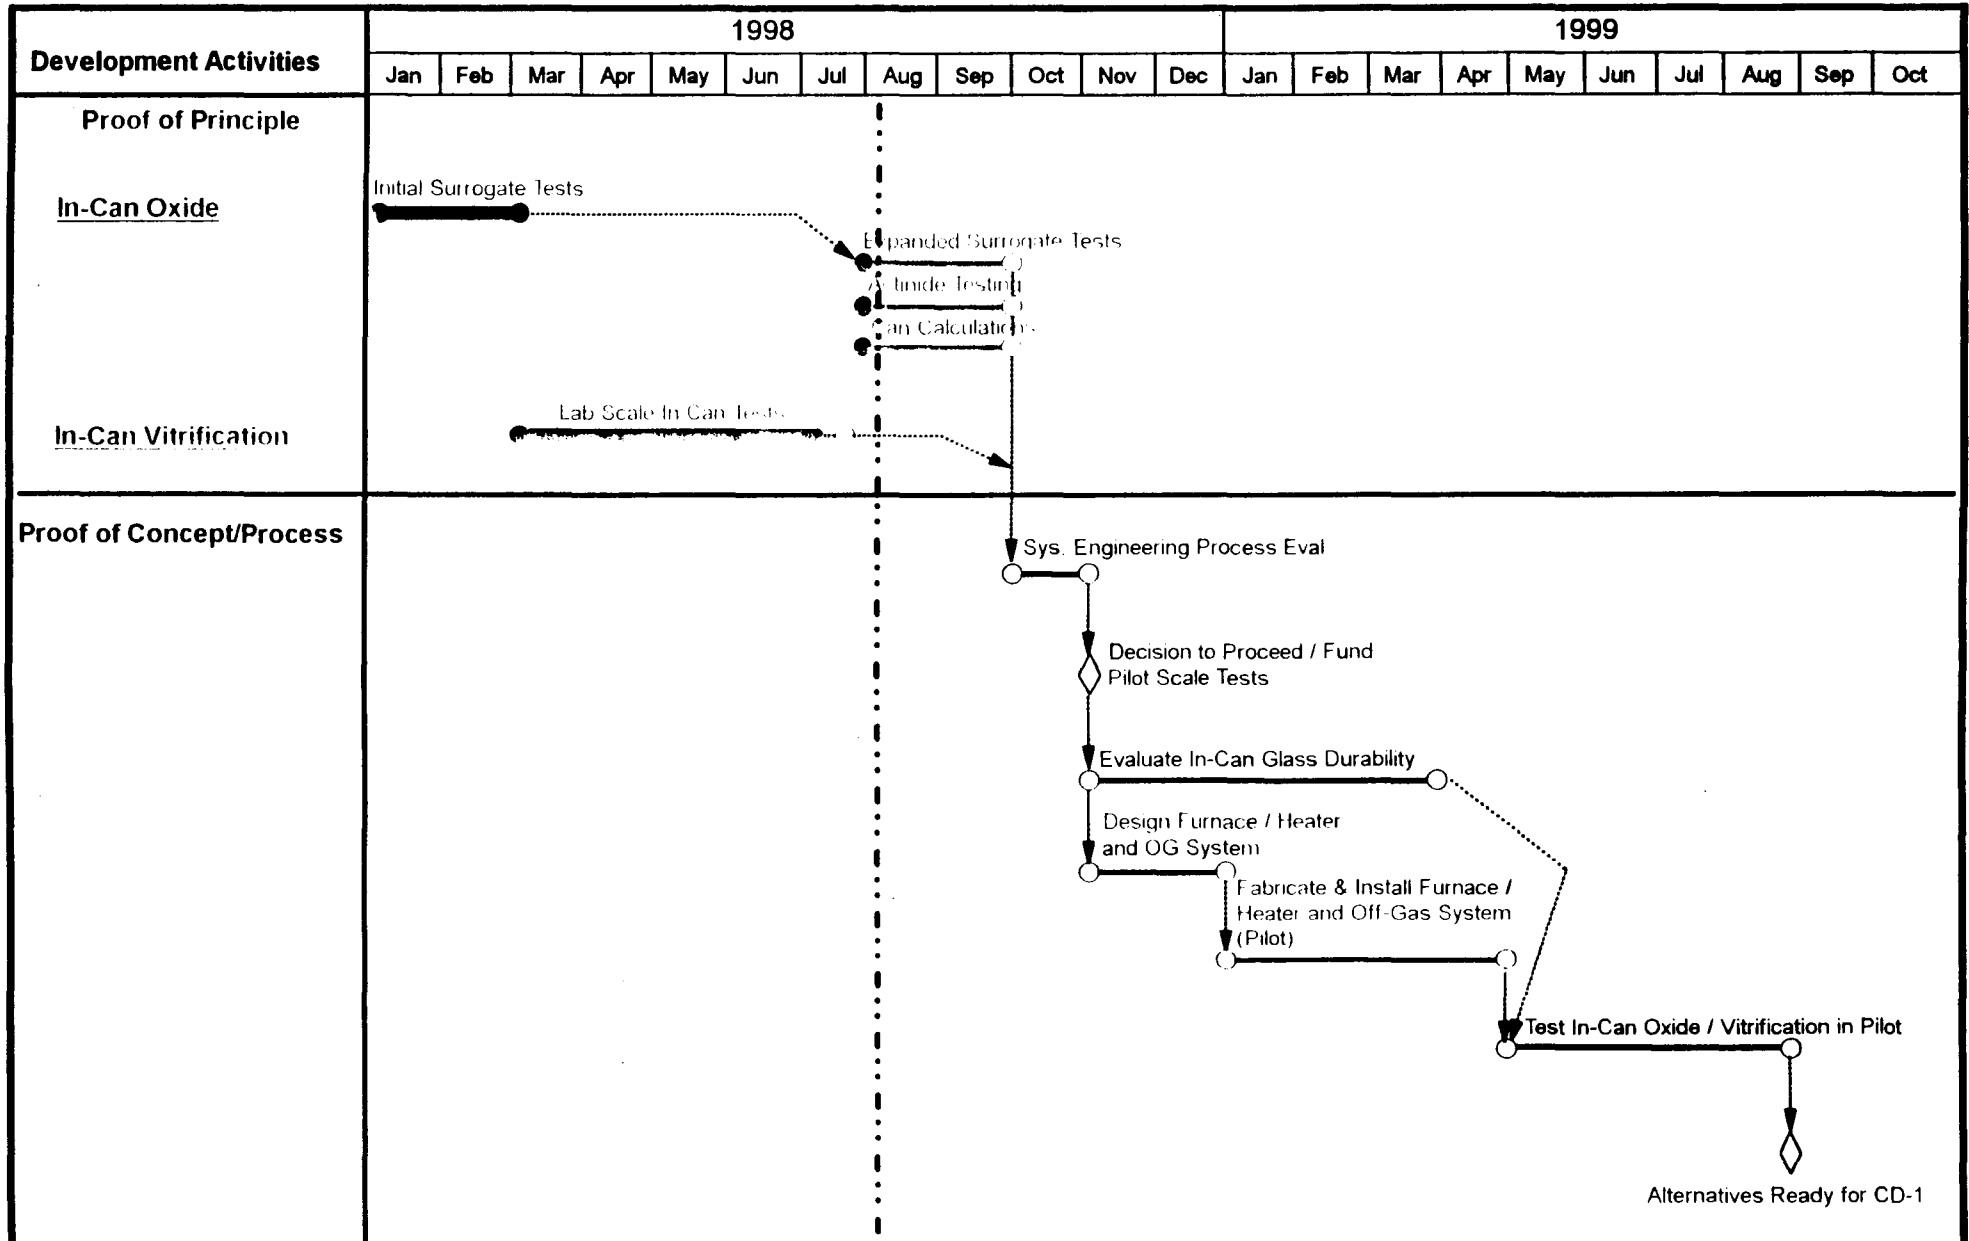 Development Activities
1998
1999
Jan Feb Mar Apr May Jun Jul Aug Sep Oct Nov Dec Jan Feb Mar Apr May Jun Jul Aug Sep Oct
Proof of Principle
Initial Surrogate Tests
In-Can Oxide
Expanded Surrogate Tests
Actinide Testing
Can Calculations
Lab Scale In Can Tests
In-Can Vitrification
Proof of Concept/Process
Sys. Engineering Process Eval
Decision to Proceed / Fund
Pilot Scale Tests
Evaluate In-Can Glass Durability
Design Furnace / Heater
and OG System
Fabricate & Install Furnace /
Heater and Off-Gas System
(Pilot)
Test In-Can Oxide / Vitrification in Pilot
Alternatives Ready for CD-1